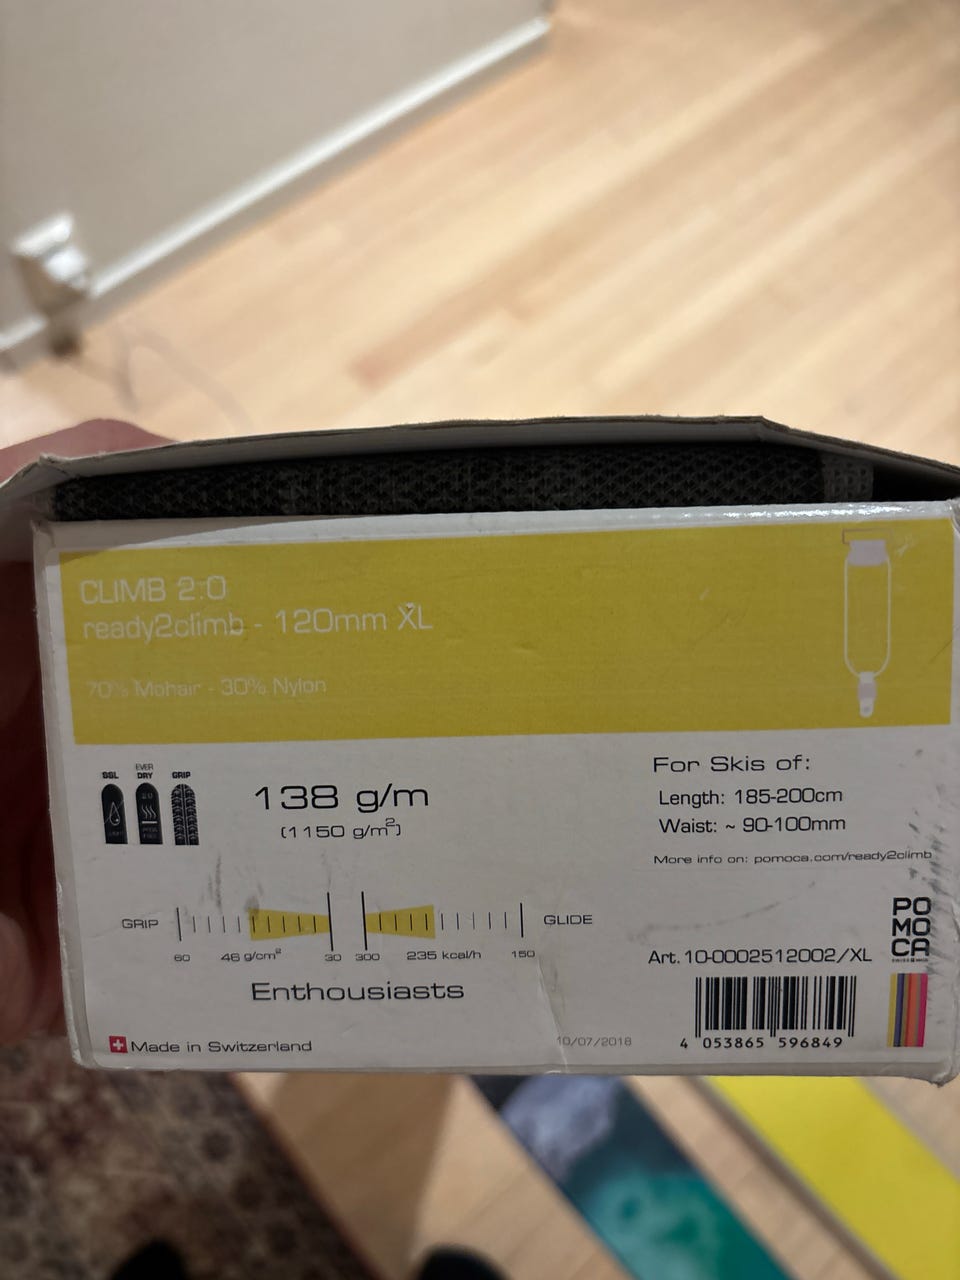 CLIMB 2.0
ready2climb - 120mm XL
70% Mohair - 30% Nylon
SSL
EVER DRY
GRIP
2.0
138 g/m
(1150 g/m²)
For Skis of:
Length: 185-200cm
Waist: ~ 90-100mm
More info on: pomoca.com/ready2climb
GRIP
GLIDE
60 46 g/cm² 30 300 235 kcal/h 150
Enthousiasts
PO
MO
CA
Art. 10-0002512002/XL
4 053865 596849
Made in Switzerland
10/07/2018